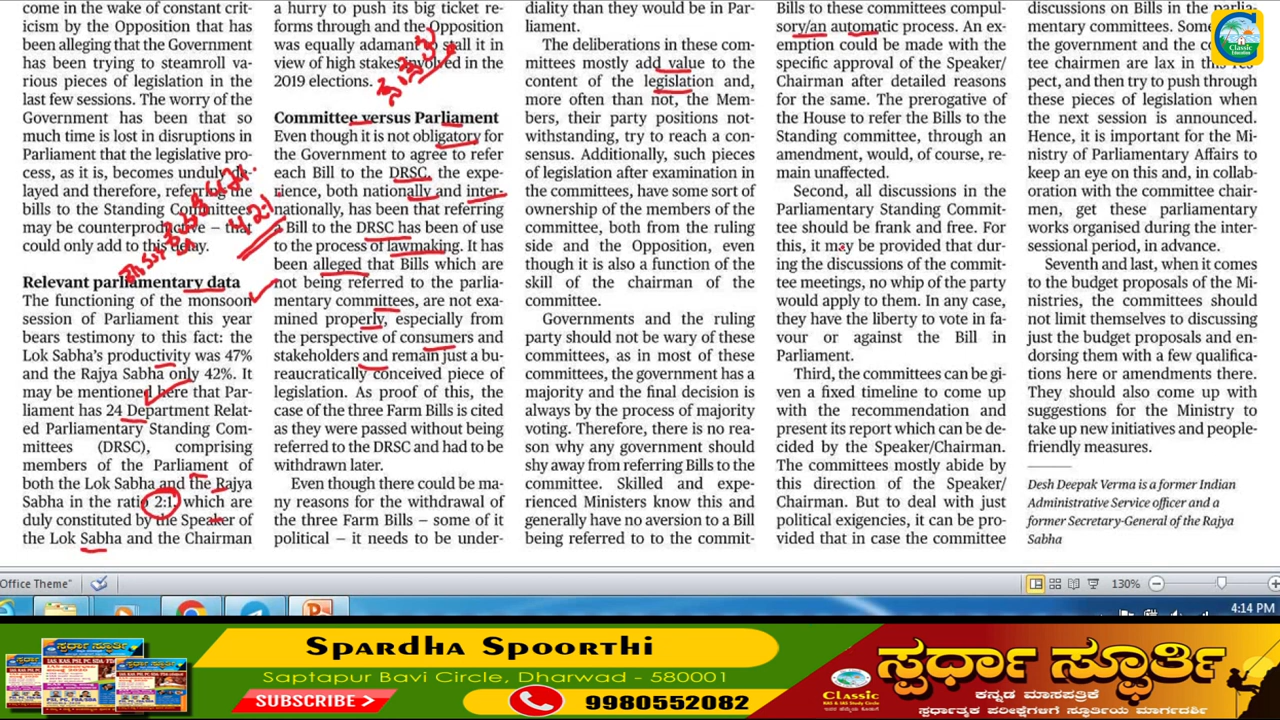 come in the wake of constant crit-
icism by the Opposition that has
been alleging that the Government
has been trying to steamroll va-
rious pieces of legislation in the
last few sessions. The worry of the
Government has been that so
much time is lost in disruptions in
Parliament that the legislative pro-
cess, as it is, becomes unduly de-
layed and therefore, referring the
bills to the Standing Committees
may be counterproductive – that
could only add to this delay.
Relevant parliamentary data
The functioning of the monsoon
session of Parliament this year
bears testimony to this fact: the
Lok Sabha's productivity was 47%
and the Rajya Sabha only 42%. It
may be mentioned here that Par-
liament has 24 Department Relat-
ed Parliamentary Standing Com-
mittees (DRSC), comprising
members of the Parliament of
both the Lok Sabha and the Rajya
Sabha in the ratio 2:1, which are
duly constituted by the Speaker of
the Lok Sabha and the Chairman
a hurry to push its big ticket re-
forms through and the Opposition
was equally adamant to stall it in
view of high stakes involved in the
2019 elections.
Committee versus Parliament
Even though it is not obligatory for
the Government to agree to refer
each Bill to the DRSC, the expe-
rience, both nationally and inter-
nationally, has been that referring
a Bill to the DRSC has been of use
to the process of lawmaking. It has
been alleged that Bills which are
not being referred to the parlia-
mentary committees, are not exa-
mined properly, especially from
the perspective of consumers and
stakeholders and remain just a bu-
reaucratically conceived piece of
legislation. As proof of this, the
case of the three Farm Bills is cited
as they were passed without being
referred to the DRSC and had to be
withdrawn later.
Even though there could be ma-
ny reasons for the withdrawal of
the three Farm Bills – some of it
political – it needs to be under-
diality than they would be in Par-
liament.
The deliberations in these com-
mittees mostly add value to the
content of the legislation and,
more often than not, the Mem-
bers, their party positions not-
withstanding, try to reach a con-
sensus. Additionally, such pieces
of legislation after examination in
the committees, have some sort of
ownership of the members of the
committee, both from the ruling
side and the Opposition, even
though it is also a function of the
skill of the chairman of the
committee.
Governments and the ruling
party should not be wary of these
committees, as in most of these
committees, the government has a
majority and the final decision is
always by the process of majority
voting. Therefore, there is no rea-
son why any government should
shy away from referring Bills to the
committee. Skilled and expe-
rienced Ministers know this and
generally have no aversion to a Bill
being referred to to the commit-
Bills to these committees compul-
sory/an automatic process. An ex-
emption could be made with the
specific approval of the Speaker/
Chairman after detailed reasons
for the same. The prerogative of
the House to refer the Bills to the
Standing committee, through an
amendment, would, of course, re-
main unaffected.
Second, all discussions in the
Parliamentary Standing Commit-
tee should be frank and free. For
this, it may be provided that dur-
ing the discussions of the commit-
tee meetings, no whip of the party
would apply to them. In any case,
they have the liberty to vote in fa-
vour or against the Bill in
Parliament.
Third, the committees can be gi-
ven a fixed timeline to come up
with the recommendation and
present its report which can be de-
cided by the Speaker/Chairman.
The committees mostly abide by
this direction of the Speaker/
Chairman. But to deal with just
political exigencies, it can be pro-
vided that in case the committee
discussions on Bills in the parlia-
mentary committees. Some
the government and the co
tee chairman are lax in this res-
pect, and then try to push through
these pieces of legislation when
the next session is announced.
Hence, it is important for the Mi-
nistry of Parliamentary Affairs to
keep an eye on this and, in collab-
oration with the committee chair-
men, get these parliamentary
works organised during the inter-
sessional period, in advance.
Seventh and last, when it comes
to the budget proposals of the Mi-
nistries, the committees should
not limit themselves to discussing
just the budget proposals and en-
dorsing them with a few qualifica-
tions here or amendments there.
They should also come up with
suggestions for the Ministry to
take up new initiatives and people-
friendly measures.
Desh Deepak Verma is a former Indian
Administrative Service officer and a
former Secretary-General of the Rajya
Sabha
2:1
Classic
Education
Office Theme"
130%
4:14 PM
Spardha Spoorthi
Saptapur Bavi Circle, Dharwad - 580001
SUBSCRIBE
9980552082
ಸ್ಪರ್ಧಾ ಸ್ಫೂರ್ತಿ
Classic
ಕನ್ನಡ ಮಾಸಪತ್ರಿಕೆ
ಸ್ಪರ್ಧಾತ್ಮಕ ಪರೀಕ್ಷೆಗಳಿಗೆ ಸ್ಫೂರ್ತಿಯ ಮಾರ್ಗದರ್ಶಿ